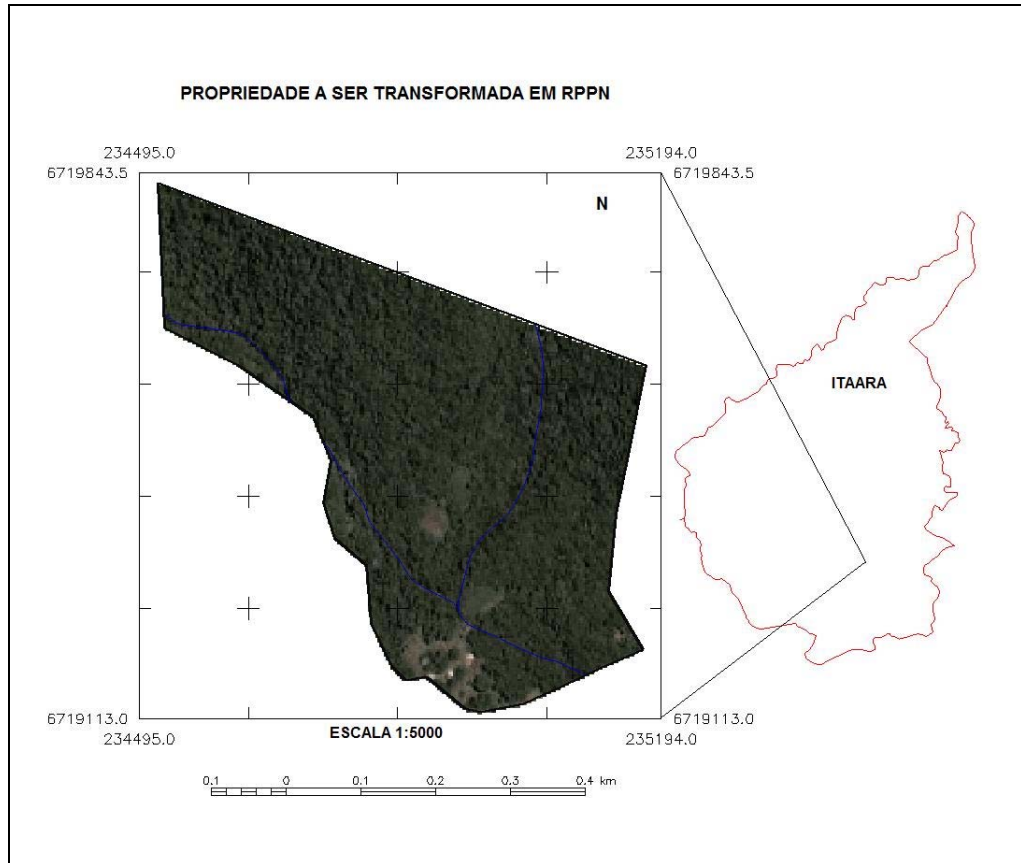 PROPRIEDADE A SER TRANSFORMADA EM RPPN
234495.0 235194.0
6719843.5 6719843.5
N
ITAARA
6719113.0 6719113.0
234495.0 ESCALA 1:5000 235194.0
0.1 0 0.1 0.2 0.3 0.4 km